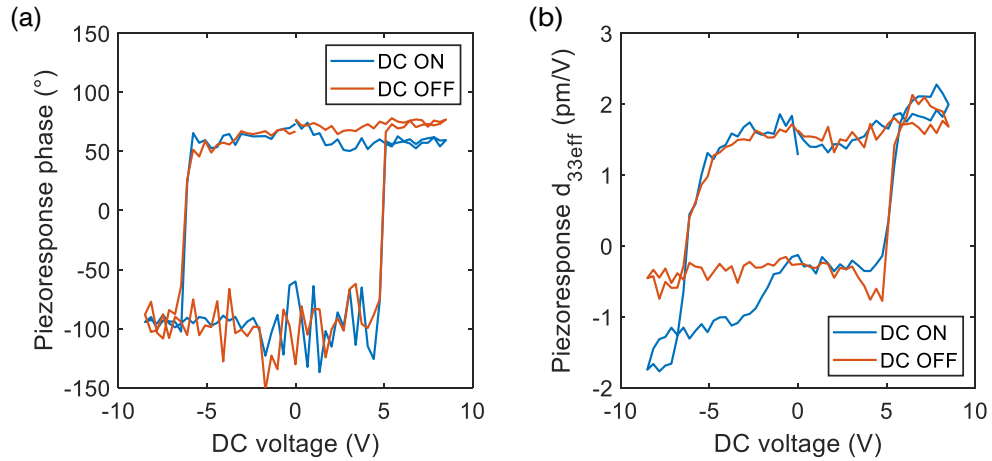 (a)
150
100
50
0
-50
-100
-150
-10
-5
0
5
10
Piezoresponse phase (°)
DC voltage (V)
DC ON
DC OFF
(b)
3
2
1
0
-1
-2
-10
-5
0
5
10
Piezoresponse d33eff (pm/V)
DC voltage (V)
DC ON
DC OFF